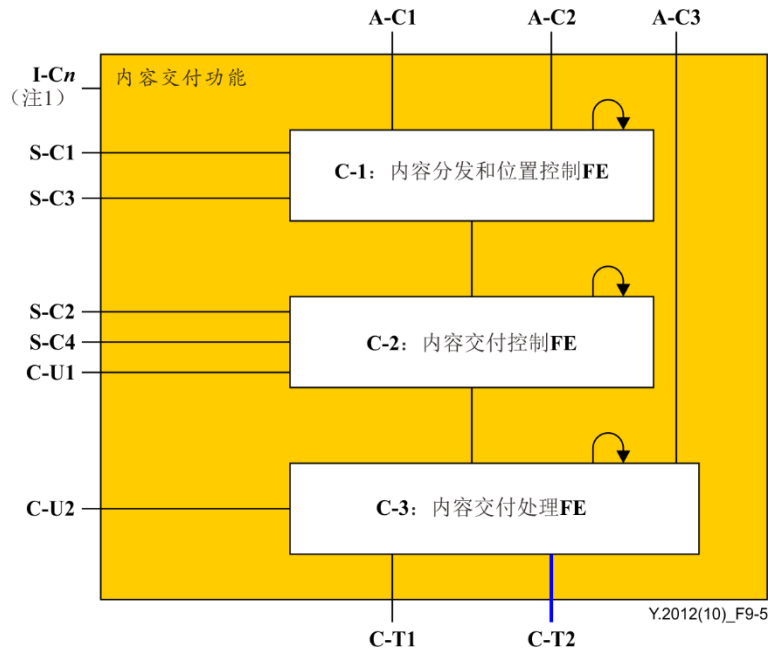 A-C1 A-C2 A-C3
I-Cn
（注1）
内容交付功能
S-C1
C-1：内容分发和位置控制FE
S-C3
S-C2
S-C4
C-2：内容交付控制FE
C-U1
C-U2
C-3：内容交付处理FE
Y.2012(10)_F9-5
C-T1 C-T2